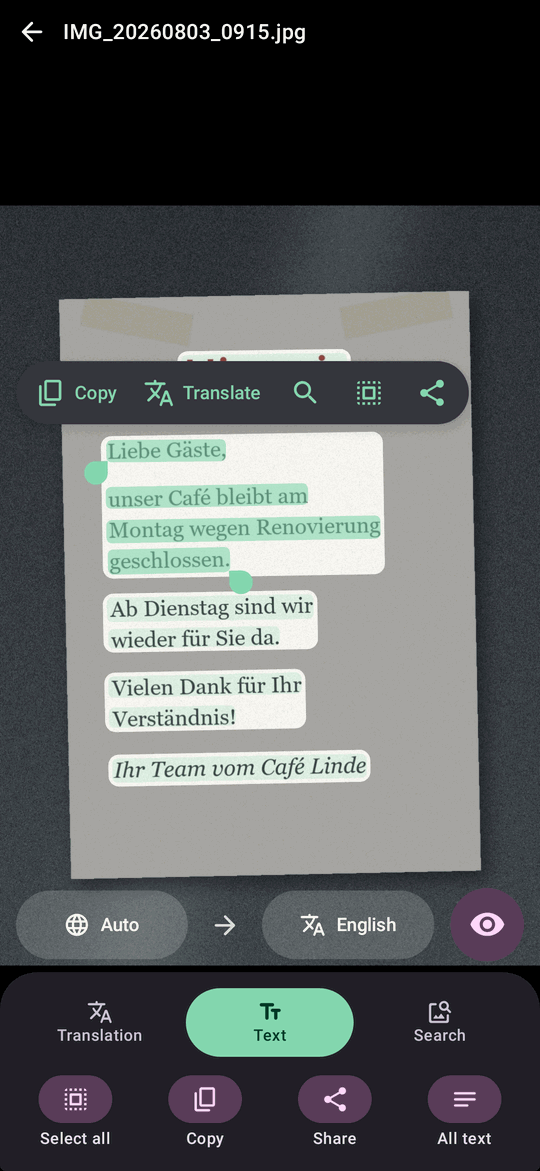 IMG_20260803_0915.jpg
Copy
Translate
Liebe Gäste,
unser Café bleibt am
Montag wegen Renovierung
geschlossen.
Ab Dienstag sind wir
wieder für Sie da.
Vielen Dank für Ihr
Verständnis!
Ihr Team vom Café Linde
Auto
English
Translation
Text
Search
Select all
Copy
Share
All text